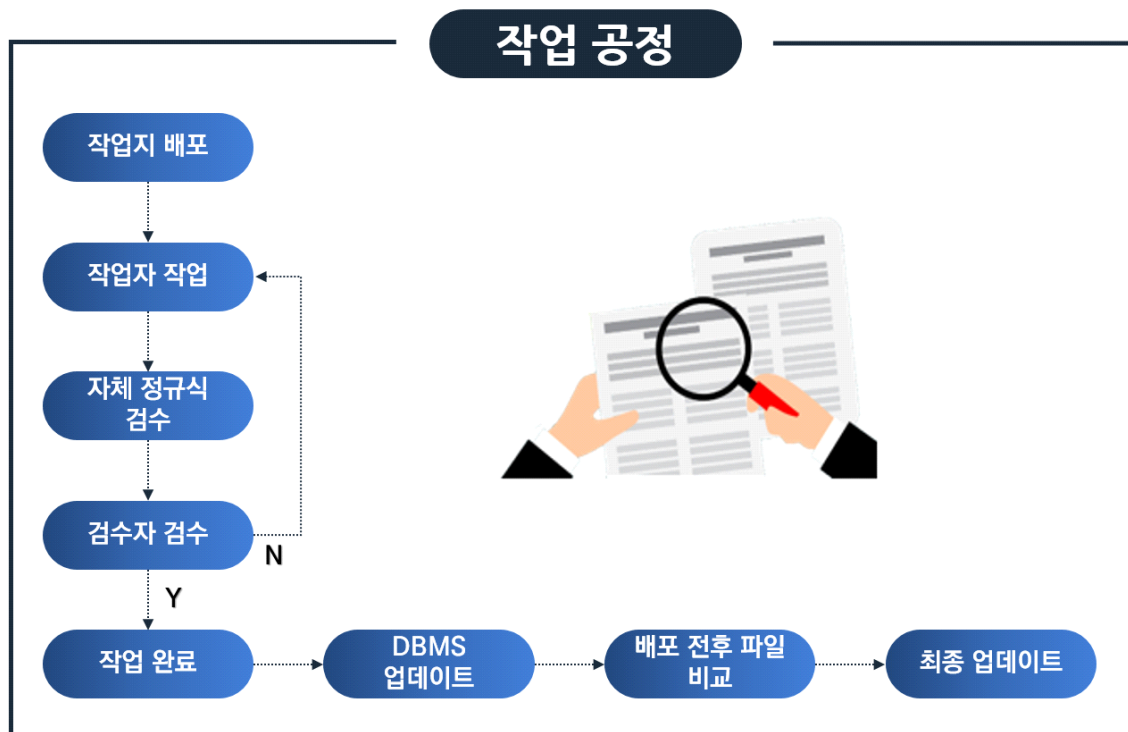 작업 공정
작업지 배포
작업자 작업
자체 정규식
검수
검수자 검수
N
Y
작업 완료
DBMS
업데이트
배포 전후 파일
비교
최종 업데이트